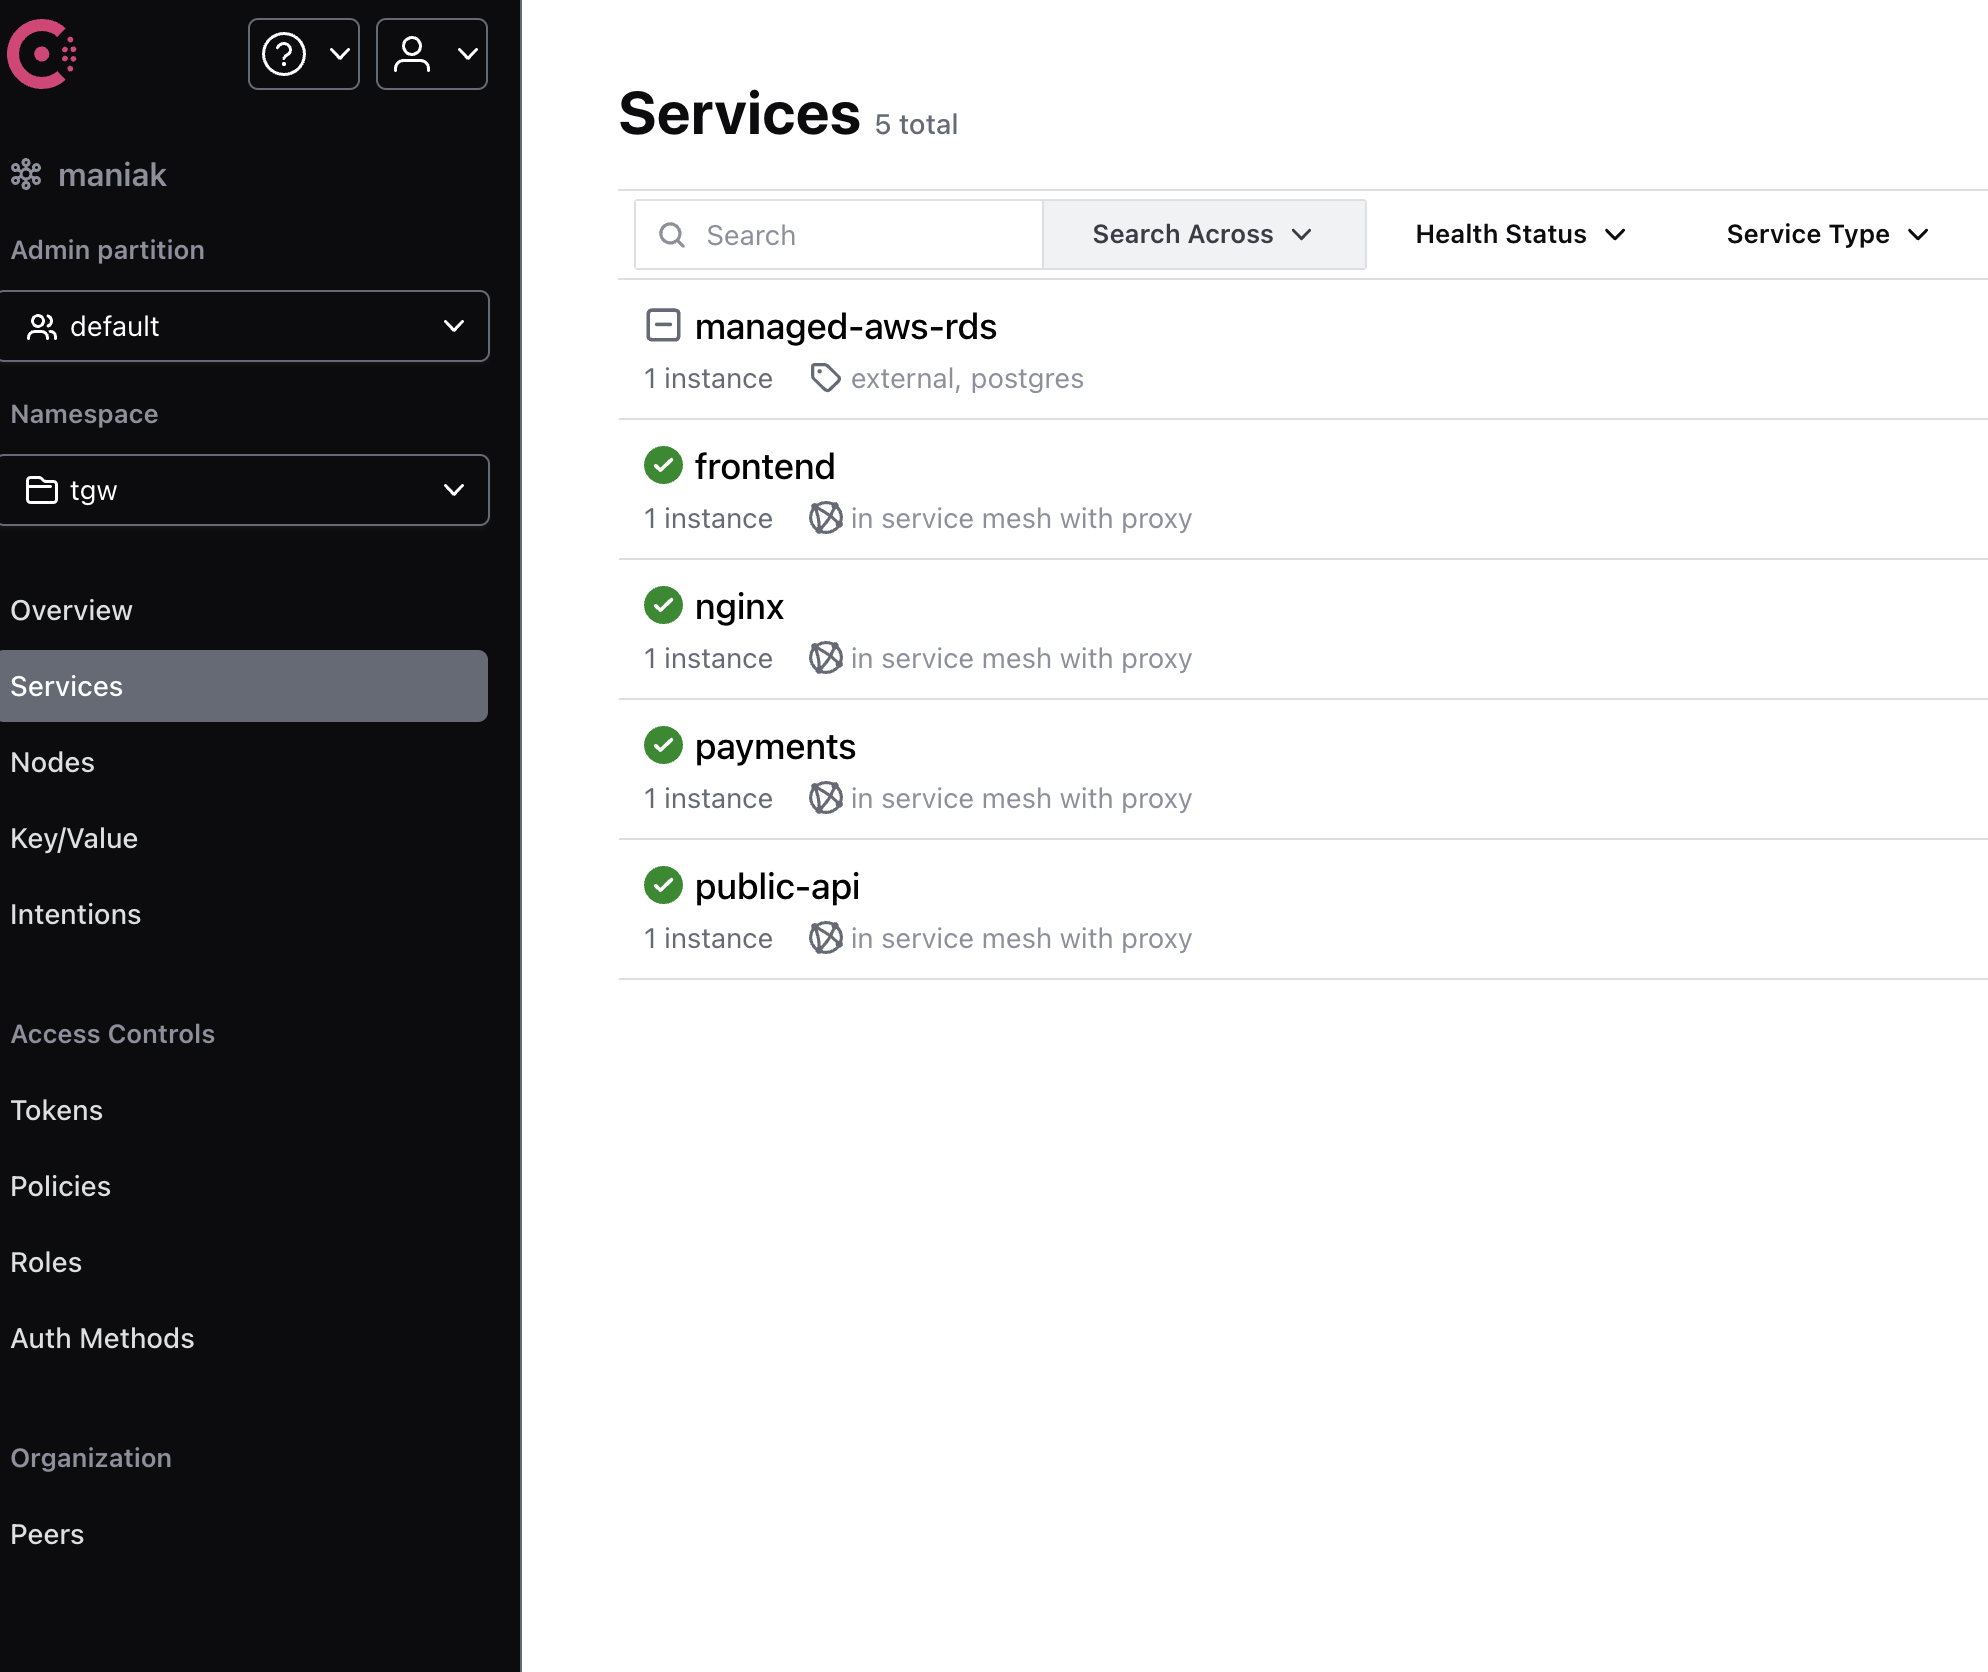 maniak
Admin partition
default
Namespace
tgw
Overview
Services
Nodes
Key/Value
Intentions
Access Controls
Tokens
Policies
Roles
Auth Methods
Organization
Peers
Services 5 total
Search Search Across Health Status Service Type
managed-aws-rds
1 instance external, postgres
frontend
1 instance in service mesh with proxy
nginx
1 instance in service mesh with proxy
payments
1 instance in service mesh with proxy
public-api
1 instance in service mesh with proxy